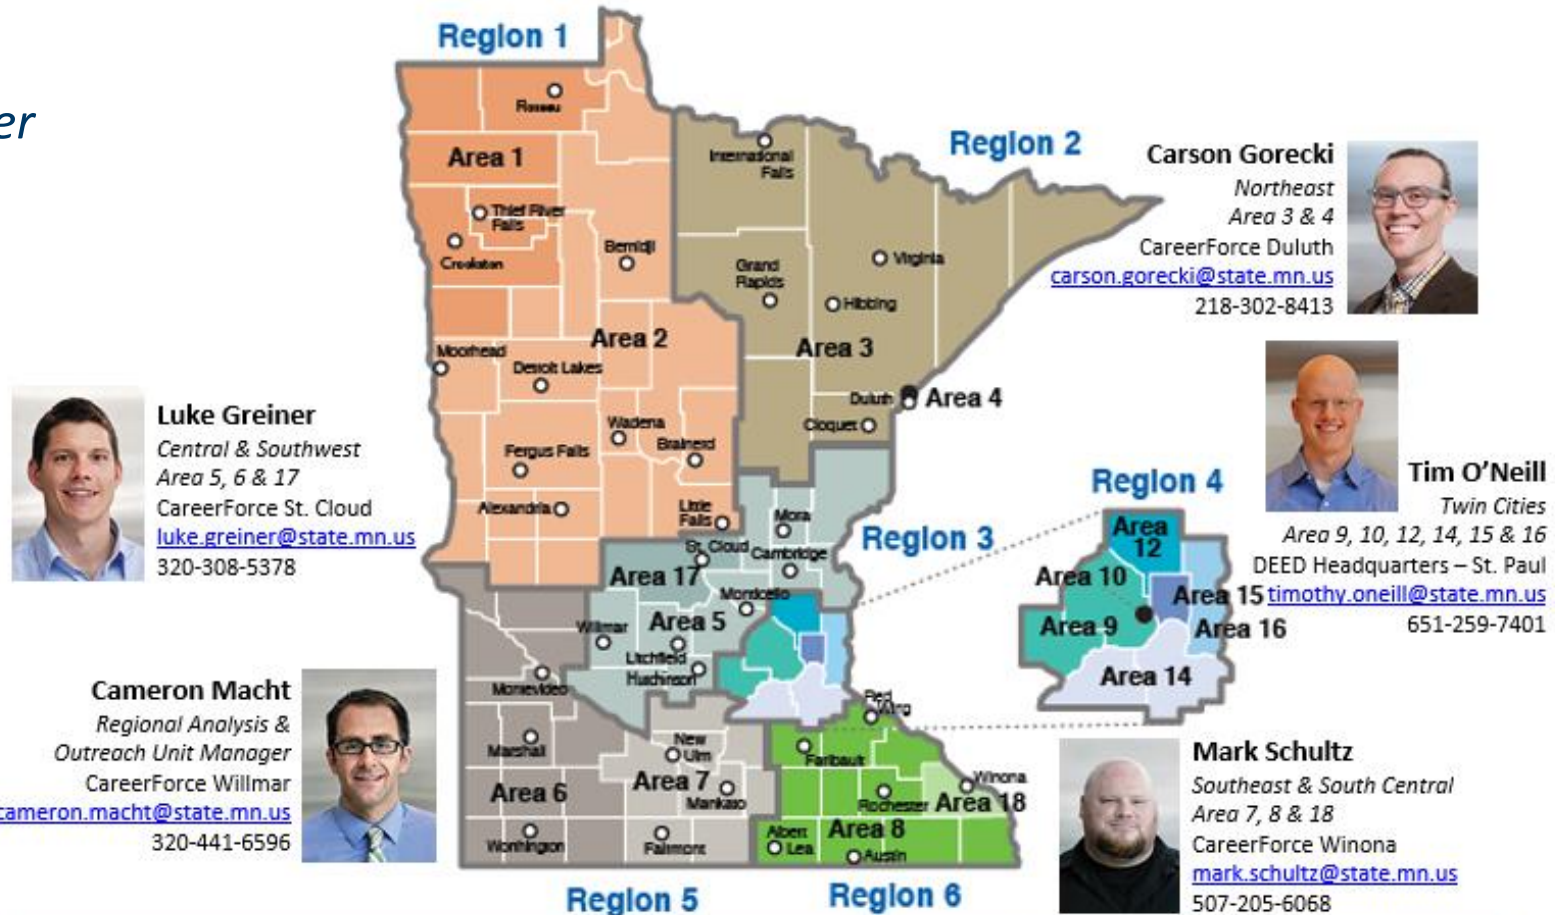 er
Region 1
Roseau
Area 1
Thief River
Falls
Crookston
Bemidji
Area 2
Moorhead
Detroit Lakes
Wadena
Brainerd
Fergus Falls
Alexandria
Little
Falls
Region 2
International
Falls
Virginia
Grand
Rapids
Hibbing
Area 3
Duluth
Area 4
Cloquet
Carson Gorecki
Northeast
Area 3 & 4
CareerForce Duluth
carson.gorecki@state.mn.us
218-302-8413
Luke Greiner
Central & Southwest
Area 5, 6 & 17
CareerForce St. Cloud
luke.greiner@state.mn.us
320-308-5378
Region 3
Mora
St. Cloud
Cambridge
Area 17
Monticello
Area 5
Willmar
Litchfield
Hutchinson
Region 4
Area
12
Area 10
Area 15
Area 9
Area 16
Area 14
Tim O’Neill
Twin Cities
Area 9, 10, 12, 14, 15 & 16
DEED Headquarters – St. Paul
timothy.oneill@state.mn.us
651-259-7401
Cameron Macht
Regional Analysis &
Outreach Unit Manager
CareerForce Willmar
cameron.macht@state.mn.us
320-441-6596
Montevideo
Marshall
New
Ulm
Area 7
Mankato
Area 6
Worthington
Fairmont
Region 5
Red
Wing
Faribault
Winona
Rochester
Area 18
Albert
Lea
Area 8
Austin
Region 6
Mark Schultz
Southeast & South Central
Area 7, 8 & 18
CareerForce Winona
mark.schultz@state.mn.us
507-205-6068